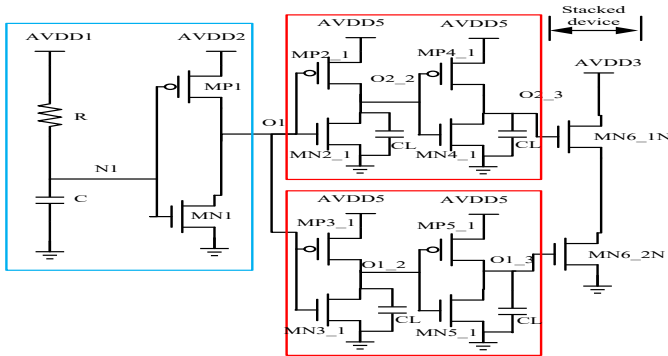 Stacked
device
AVDD1
AVDD2
AVDD5
AVDD5
AVDD3
MP1
MP2_1
MP4_1
O2_2
O2_3
R
O1
MN6_1N
N1
MN2_1
CL
MN4_1
CL
C
MN1
AVDD5
AVDD5
MP3_1
MP5_1
O1_2
O1_3
MN6_2N
MN3_1
CL
MN5_1
CL